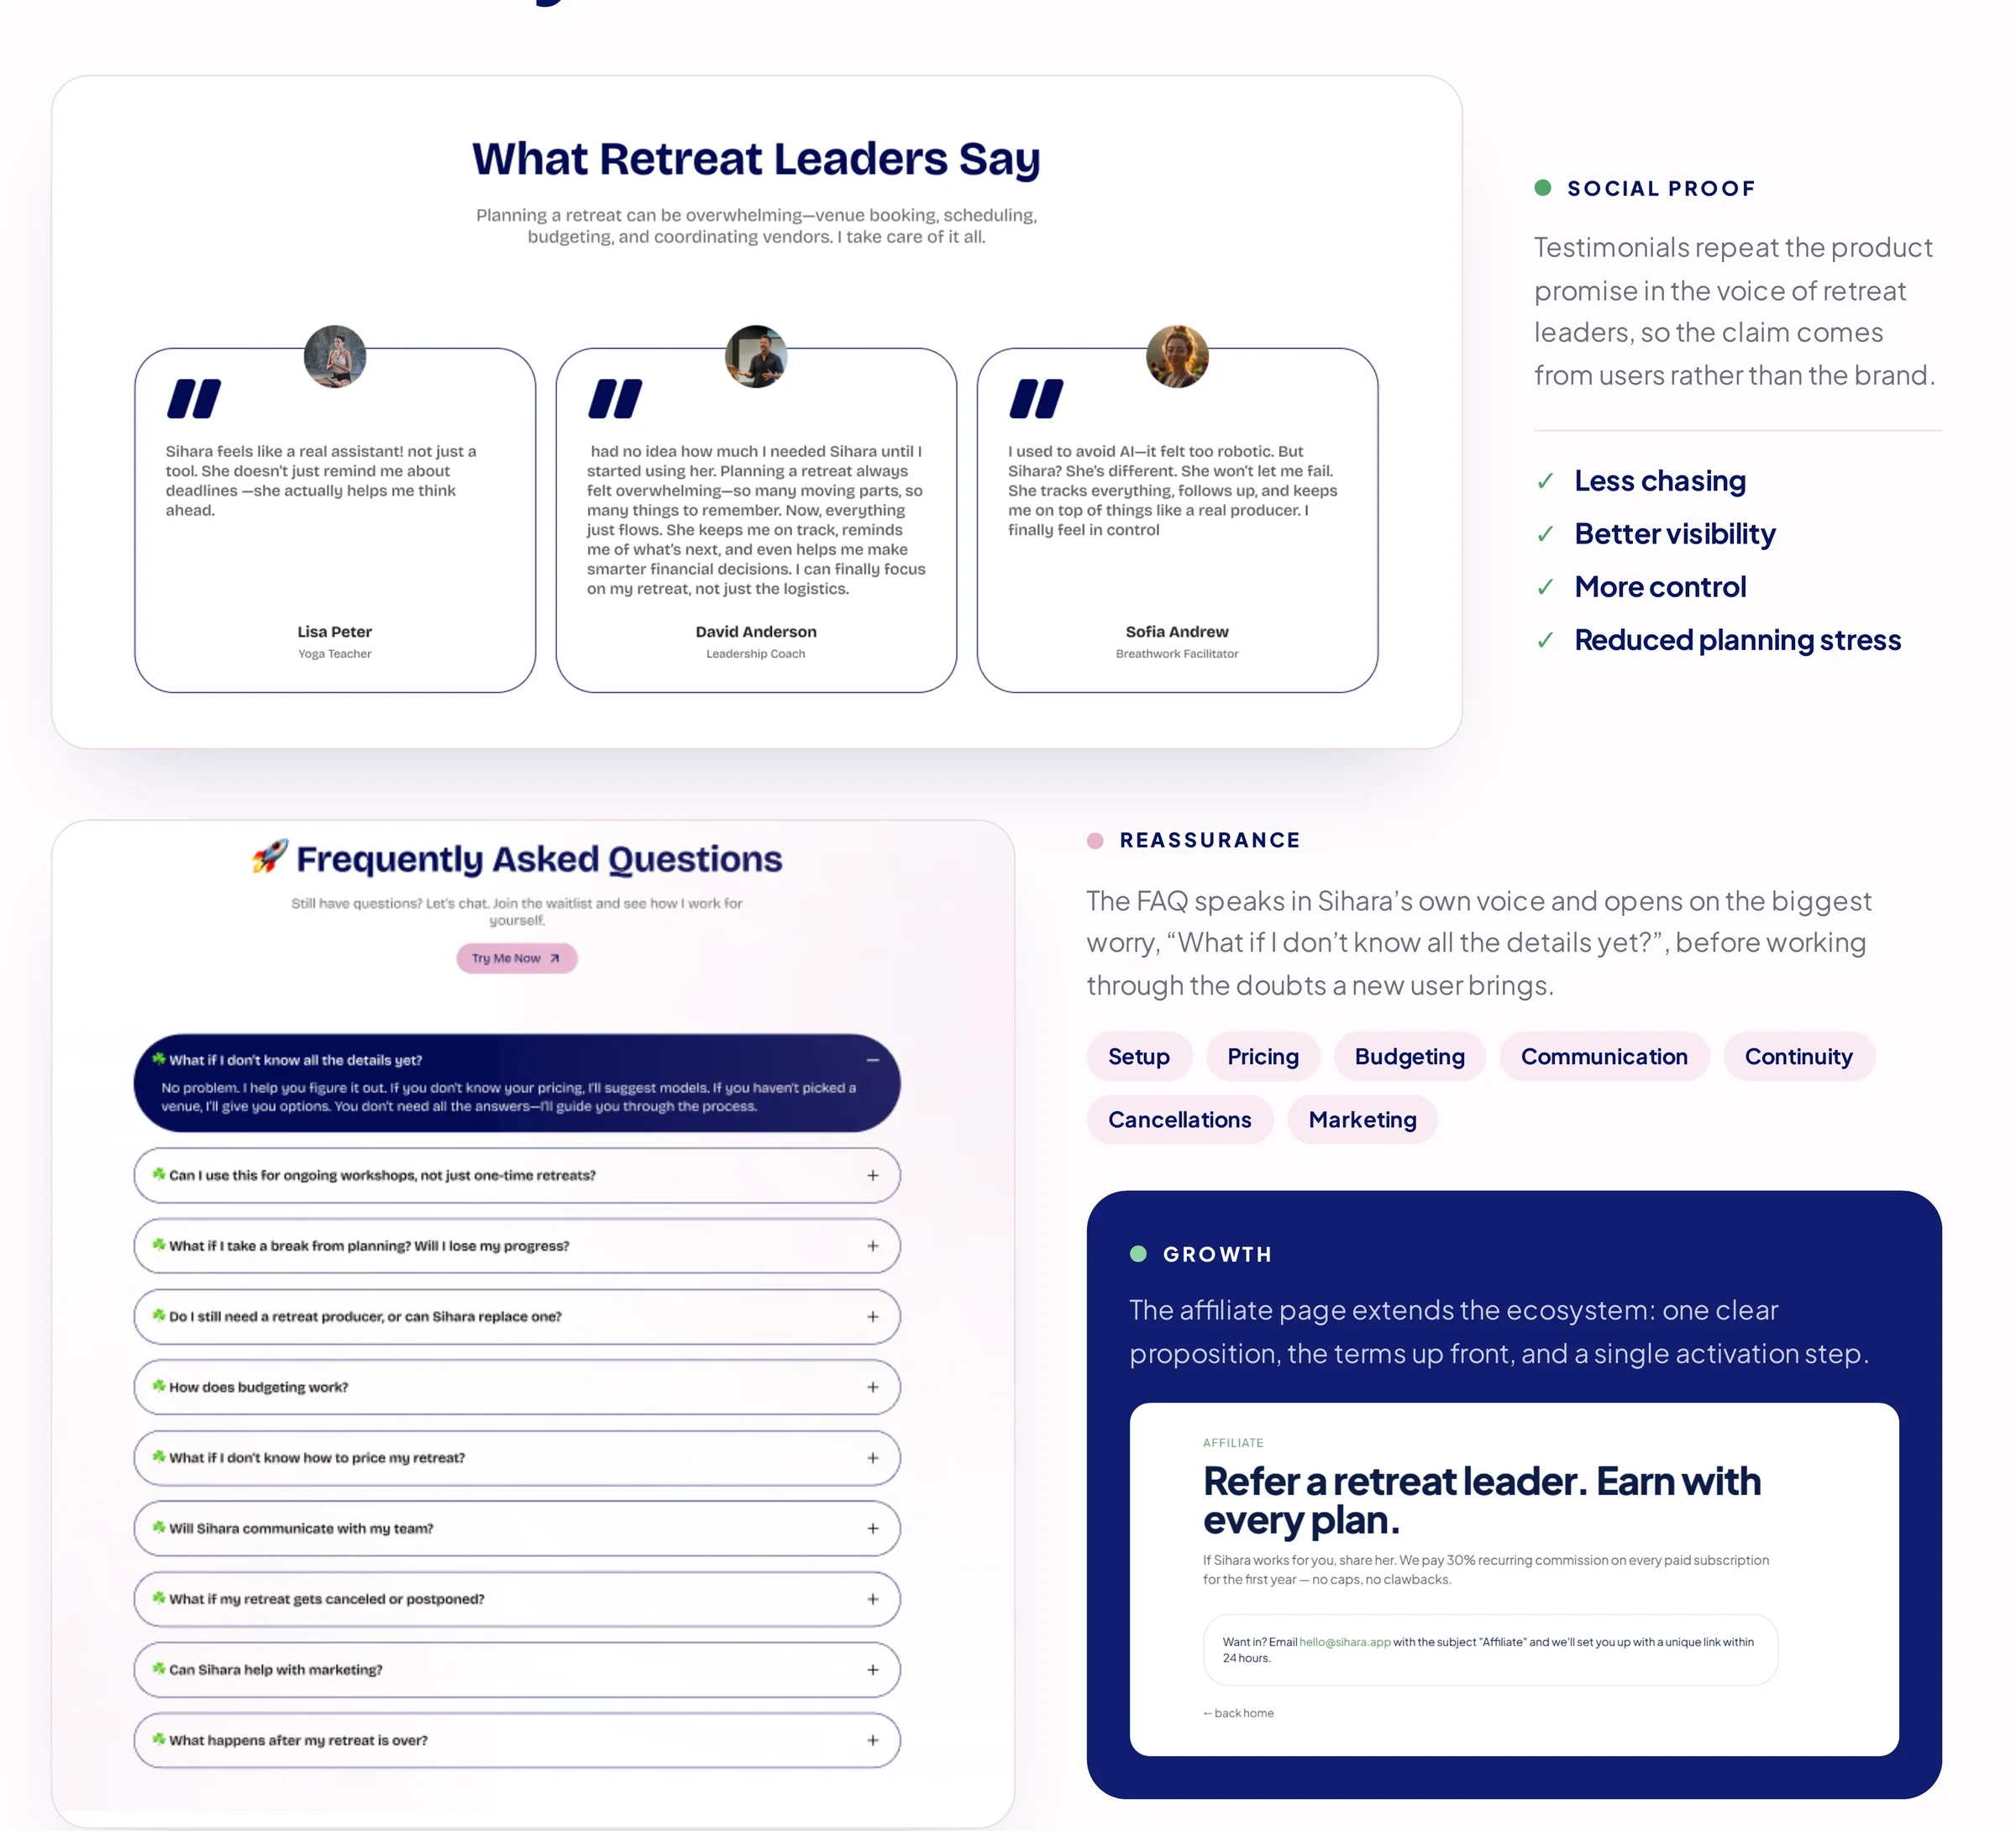 What Retreat Leaders Say
Planning a retreat can be overwhelming—venue booking, scheduling,
budgeting, and coordinating vendors. I take care of it all.
Sihara feels like a real assistant! not just a
tool. She doesn't just remind me about
deadlines —she actually helps me think
ahead.
Lisa Peter
Yoga Teacher
had no idea how much I needed Sihara until I
started using her. Planning a retreat always
felt overwhelming—so many moving parts, so
many things to remember. Now, everything
just flows. She keeps me on track, reminds
me of what's next, and even helps me make
smarter financial decisions. I can finally focus
on my retreat, not just the logistics.
David Anderson
Leadership Coach
I used to avoid AI—it felt too robotic. But
Sihara? She's different. She won't let me fail.
She tracks everything, follows up, and keeps
me on top of things like a real producer. I
finally feel in control
Sofia Andrew
Breathwork Facilitator
SOCIAL PROOF
Testimonials repeat the product
promise in the voice of retreat
leaders, so the claim comes
from users rather than the brand.
✓ Less chasing
✓ Better visibility
✓ More control
✓ Reduced planning stress
🚀 Frequently Asked Questions
Still have questions? Let's chat. Join the waitlist and see how I work for
yourself.
Try Me Now ↗
☘️ What if I don't know all the details yet? —
No problem. I help you figure it out. If you don't know your pricing, I'll suggest models. If you haven't picked a
venue, I'll give you options. You don't need all the answers—I'll guide you through the process.
☘️ Can I use this for ongoing workshops, not just one-time retreats? +
☘️ What if I take a break from planning? Will I lose my progress? +
☘️ Do I still need a retreat producer, or can Sihara replace one? +
☘️ How does budgeting work? +
☘️ What if I don't know how to price my retreat? +
☘️ Will Sihara communicate with my team? +
☘️ What if my retreat gets canceled or postponed? +
☘️ Can Sihara help with marketing? +
☘️ What happens after my retreat is over? +
REASSURANCE
The FAQ speaks in Sihara's own voice and opens on the biggest
worry, “What if I don't know all the details yet?”, before working
through the doubts a new user brings.
Setup Pricing Budgeting Communication Continuity
Cancellations Marketing
GROWTH
The affiliate page extends the ecosystem: one clear
proposition, the terms up front, and a single activation step.
AFFILIATE
Refer a retreat leader. Earn with
every plan.
If Sihara works for you, share her. We pay 30% recurring commission on every paid subscription
for the first year — no caps, no clawbacks.
Want in? Email hello@sihara.app with the subject "Affiliate" and we'll set you up with a unique link within
24 hours.
← back home